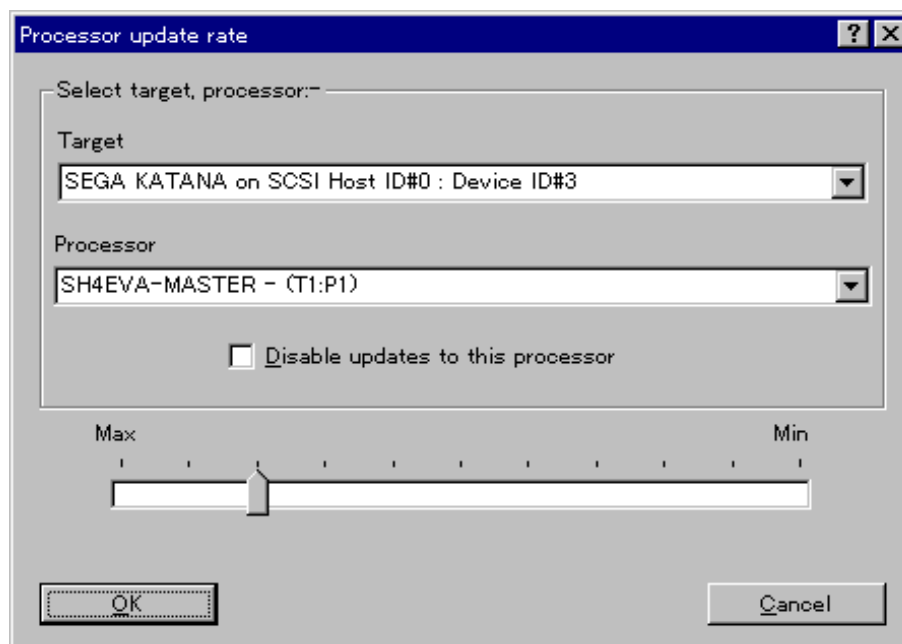 Processor update rate
Select target, processor:-
Target
SEGA KATANA on SCSI Host ID#0 : Device ID#3
Processor
SH4EVA-MASTER - (T1:P1)
Disable updates to this processor
Max Min
OK Cancel